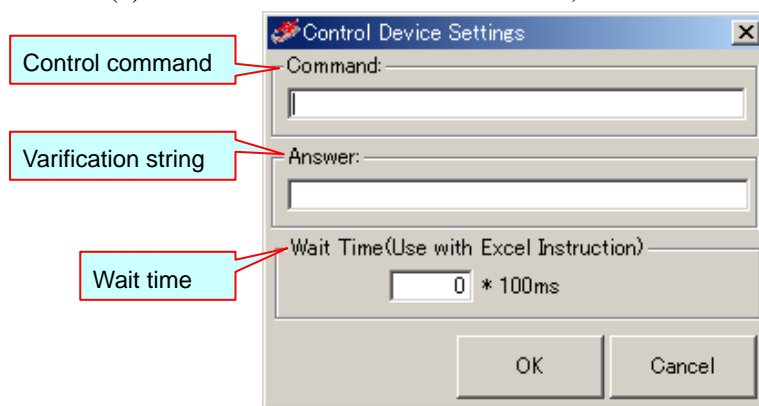 Control Device Settings
Control command
Command:
Varification string
Answer:
Wait Time(Use with Excel Instruction)
Wait time
0 * 100ms
OK Cancel